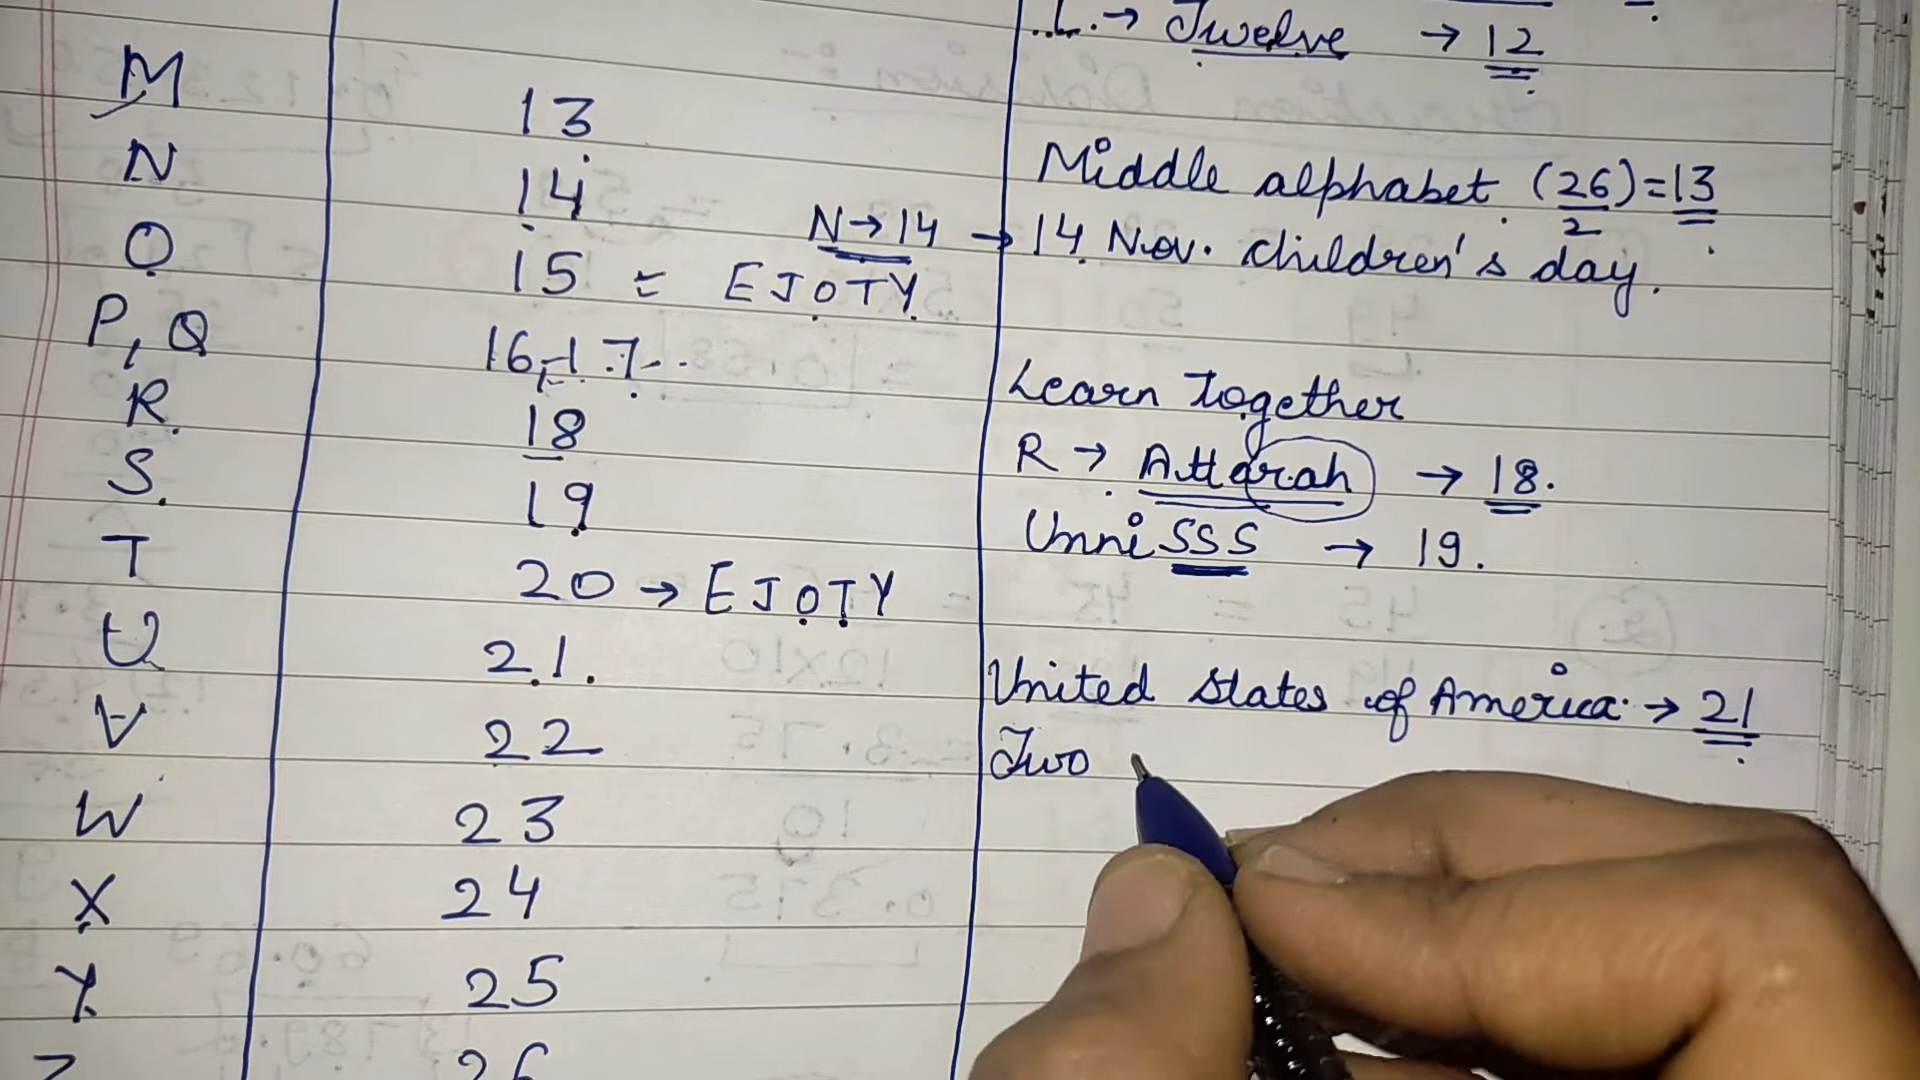 L → Twelve → 12
M 13 Middle alphabet (26/2) = 13
N 14 N → 14 → 14 Nov. children's day.
O 15 = EJOTY
P, Q 16, 17 Learn together
R 18 R → Attarah → 18.
S 19 UnniSSS → 19.
T 20 → EJOTY
U 21. United States of America → 21
V 22 Two
W 23
X 24
Y 25
Z 26